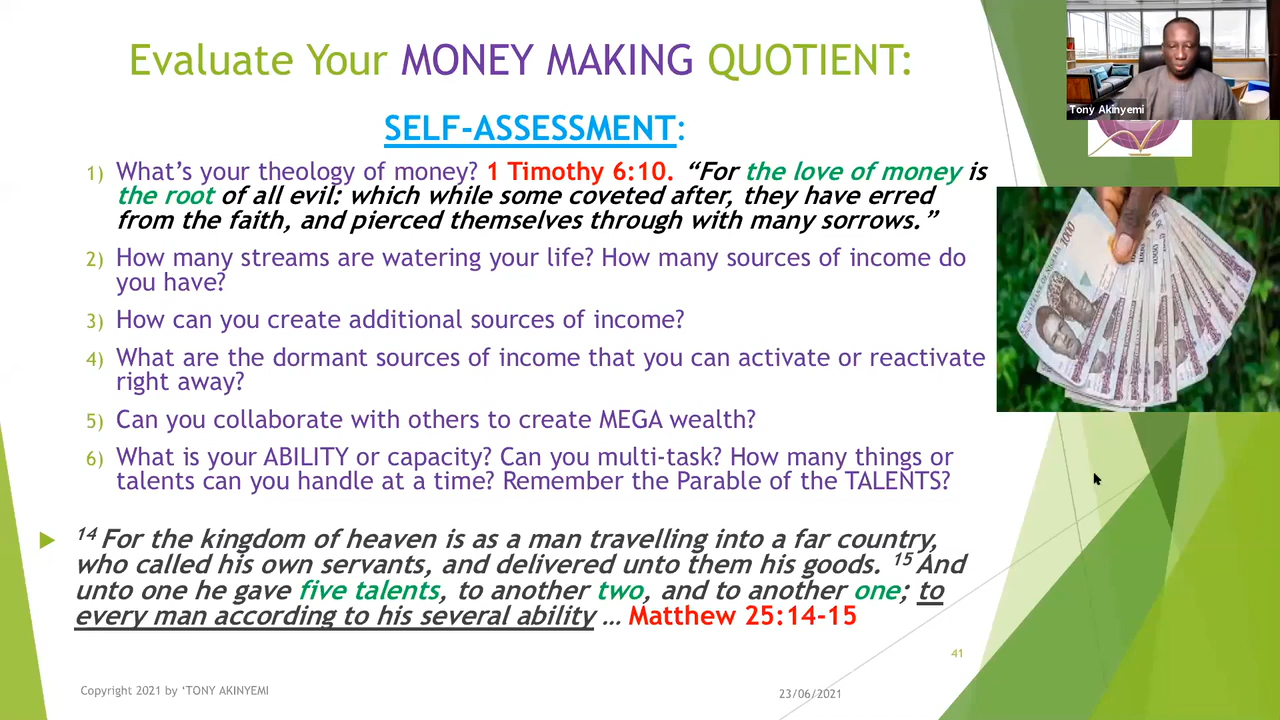 Evaluate Your MONEY MAKING QUOTIENT:
SELF-ASSESSMENT:
1) What's your theology of money? 1 Timothy 6:10. “For the love of money is
the root of all evil: which while some coveted after, they have erred
from the faith, and pierced themselves through with many sorrows.”
2) How many streams are watering your life? How many sources of income do
you have?
3) How can you create additional sources of income?
4) What are the dormant sources of income that you can activate or reactivate
right away?
5) Can you collaborate with others to create MEGA wealth?
6) What is your ABILITY or capacity? Can you multi-task? How many things or
talents can you handle at a time? Remember the Parable of the TALENTS?
14 For the kingdom of heaven is as a man travelling into a far country,
who called his own servants, and delivered unto them his goods. 15 And
unto one he gave five talents, to another two, and to another one; to
every man according to his several ability … Matthew 25:14-15
41
Copyright 2021 by ‘TONY AKINYEMI
23/06/2021
Tony Akinyemi
1000